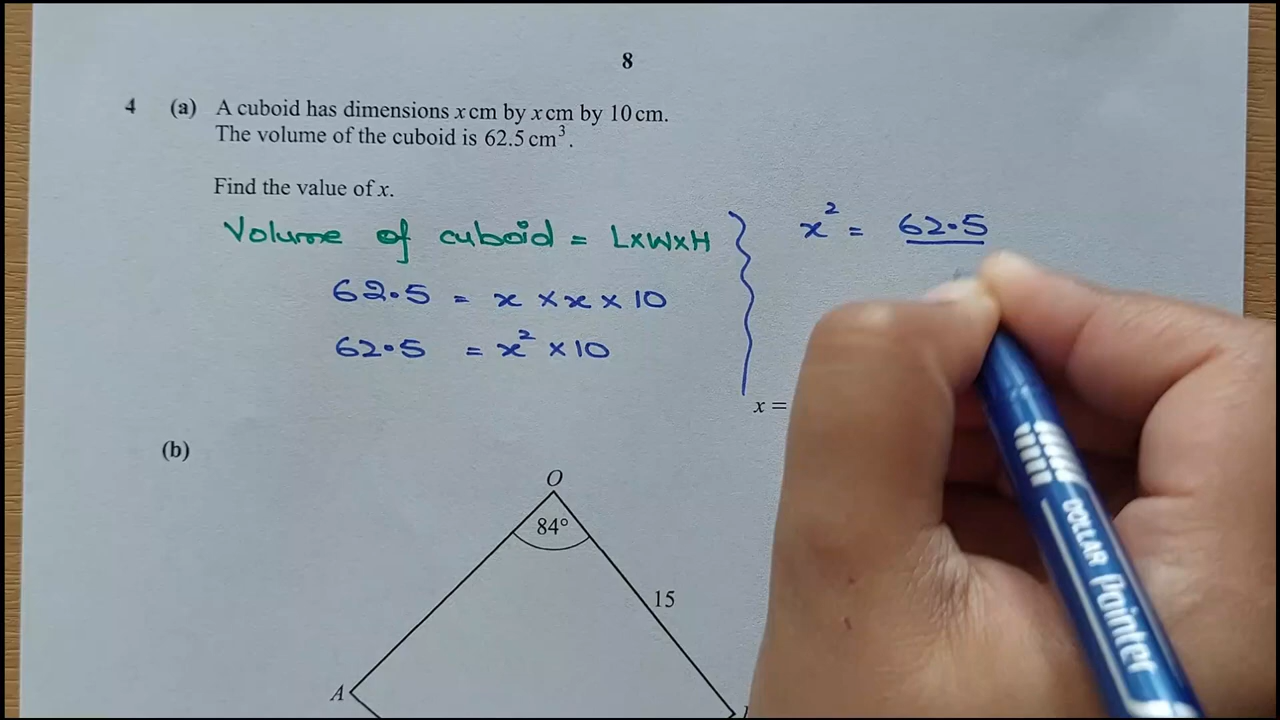 8
4 (a) A cuboid has dimensions x cm by x cm by 10 cm.
The volume of the cuboid is 62.5 cm³.
Find the value of x.
Volume of cuboid = L×W×H
62.5 = x × x × 10
62.5 = x² × 10
x² = 62.5
x =
(b)
O
84°
15
A
DOLLAR Pointer